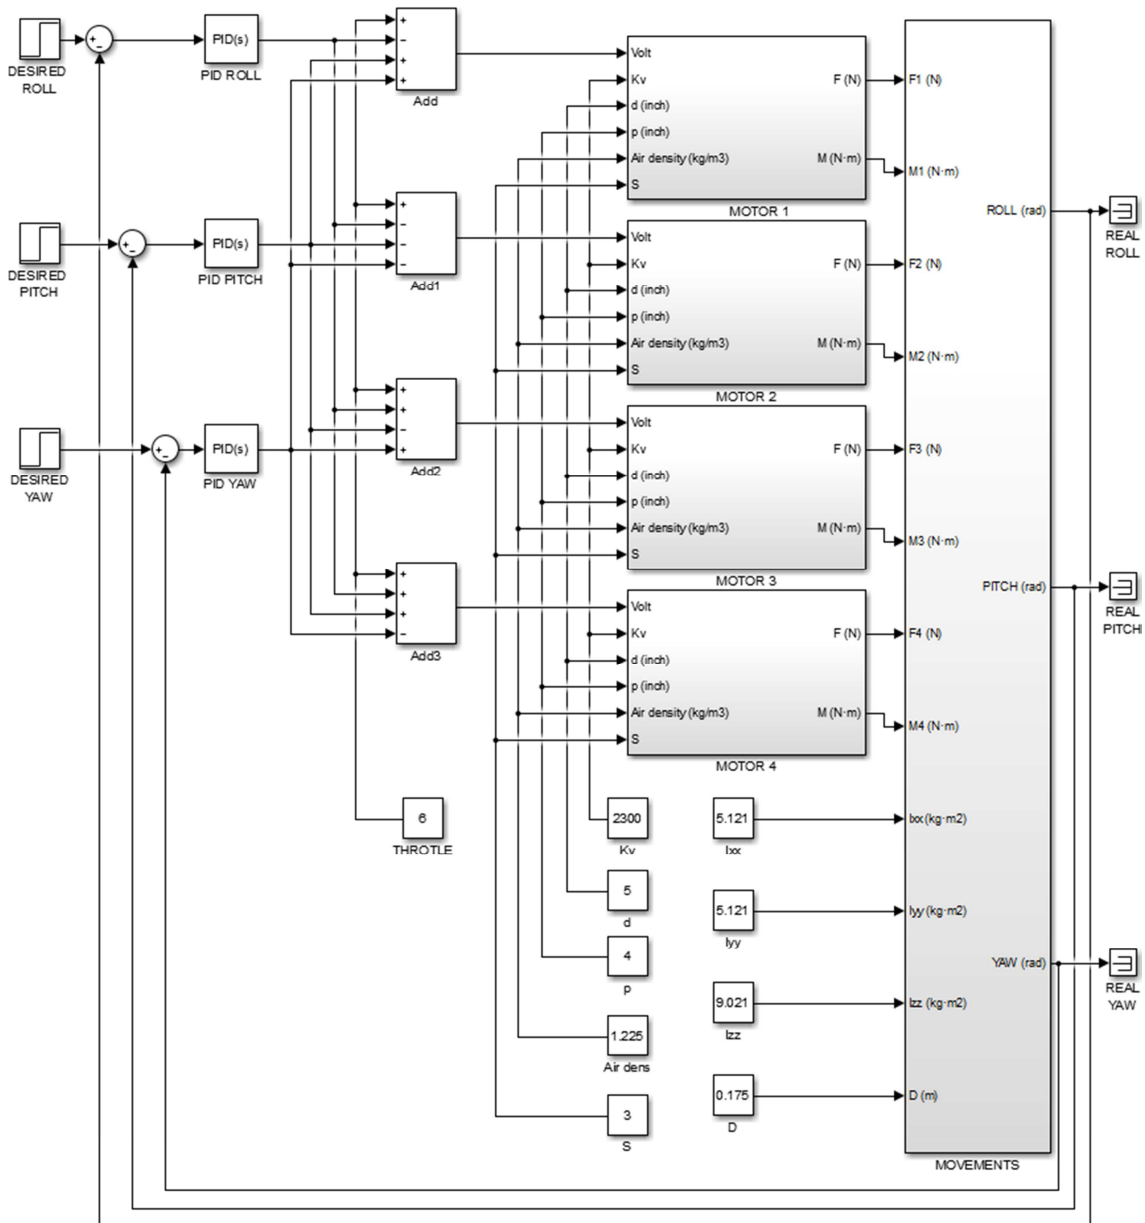 DESIRED
ROLL
+
−
PID(s)
PID ROLL
+
−
+
+
Add
Volt
Kv
d (inch)
p (inch)
Air density (kg/m3)
S
F (N)
M (N·m)
MOTOR 1
DESIRED
PITCH
+
−
PID(s)
PID PITCH
+
−
−
−
Add1
Volt
Kv
d (inch)
p (inch)
Air density (kg/m3)
S
F (N)
M (N·m)
MOTOR 2
DESIRED
YAW
+
−
PID(s)
PID YAW
+
+
−
+
Add2
Volt
Kv
d (inch)
p (inch)
Air density (kg/m3)
S
F (N)
M (N·m)
MOTOR 3
+
+
+
−
Add3
Volt
Kv
d (inch)
p (inch)
Air density (kg/m3)
S
F (N)
M (N·m)
MOTOR 4
6
THROTLE
2300
Kv
5
d
4
p
1.225
Air dens
3
S
5.121
Ixx
5.121
Iyy
9.021
Izz
0.175
D
F1 (N)
M1 (N·m)
F2 (N)
M2 (N·m)
F3 (N)
M3 (N·m)
F4 (N)
M4 (N·m)
Ixx (kg·m2)
Iyy (kg·m2)
Izz (kg·m2)
D (m)
ROLL (rad)
PITCH (rad)
YAW (rad)
MOVEMENTS
REAL
ROLL
REAL
PITCH
REAL
YAW